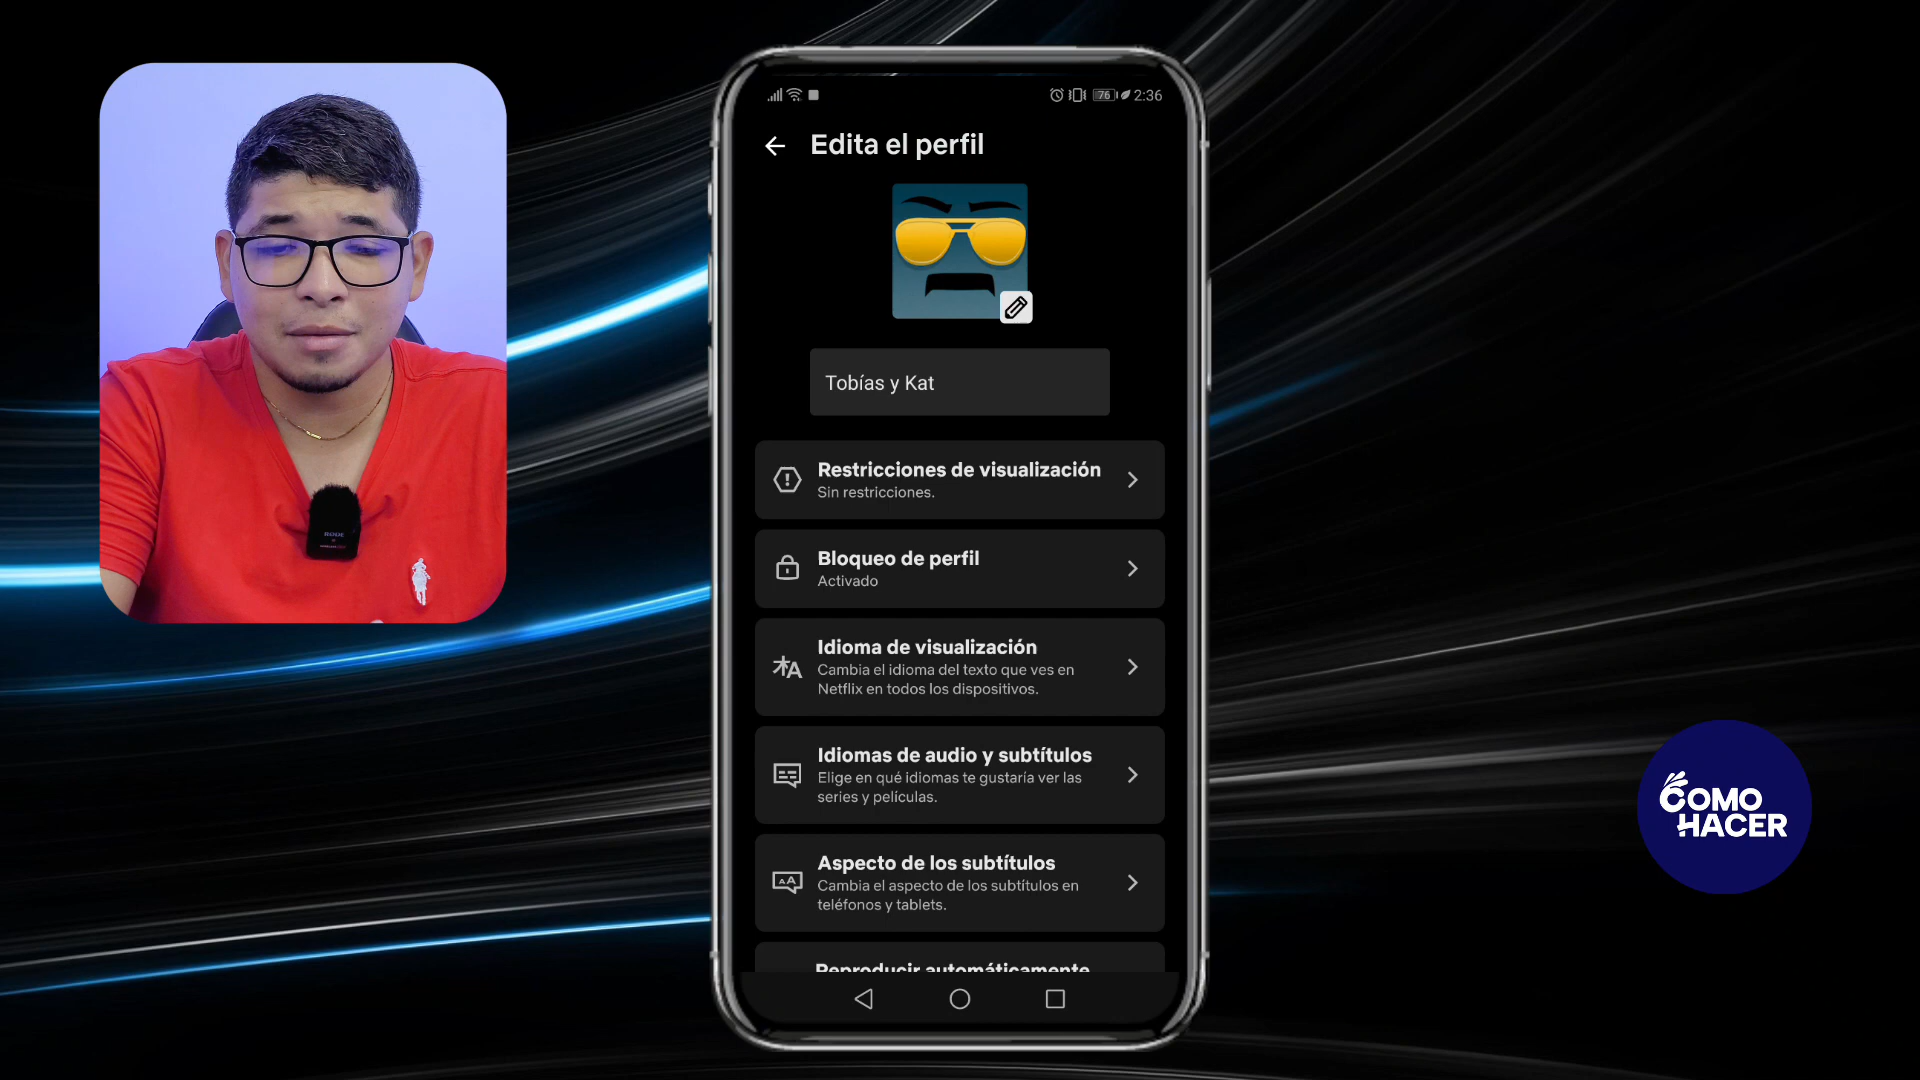 76 2:36
Edita el perfil
Tobías y Kat
Restricciones de visualización
Sin restricciones.
Bloqueo de perfil
Activado
Idioma de visualización
Cambia el idioma del texto que ves en
Netflix en todos los dispositivos.
Idiomas de audio y subtítulos
Elige en qué idiomas te gustaría ver las
series y películas.
Aspecto de los subtítulos
Cambia el aspecto de los subtítulos en
teléfonos y tablets.
Reproducir automáticamente
RODE
COMO
HACER